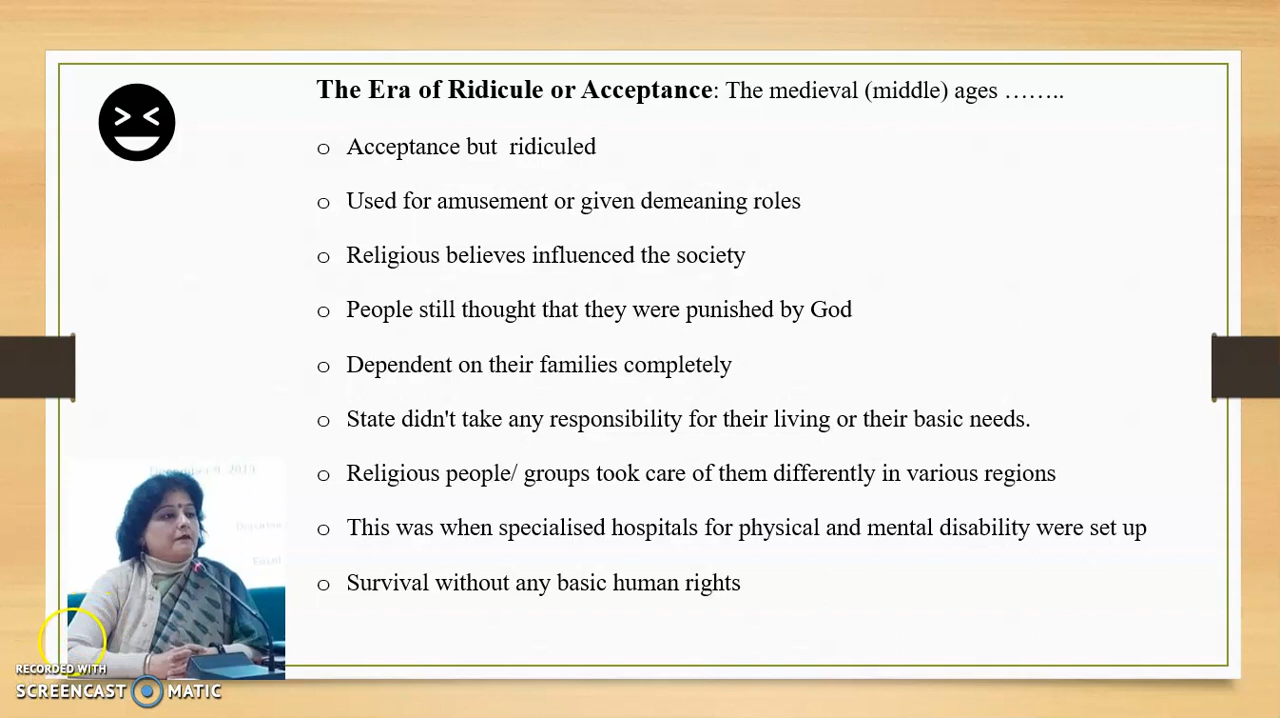 The Era of Ridicule or Acceptance: The medieval (middle) ages ……..
o Acceptance but ridiculed
o Used for amusement or given demeaning roles
o Religious believes influenced the society
o People still thought that they were punished by God
o Dependent on their families completely
o State didn't take any responsibility for their living or their basic needs.
o Religious people/ groups took care of them differently in various regions
o This was when specialised hospitals for physical and mental disability were set up
o Survival without any basic human rights
RECORDED WITH
SCREENCAST MATIC